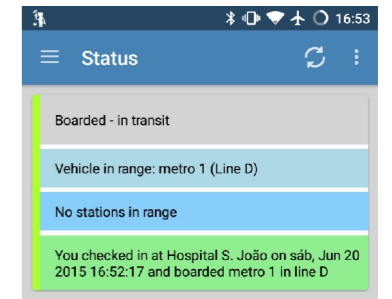 16:53
Status
Boarded - in transit
Vehicle in range: metro 1 (Line D)
No stations in range
You checked in at Hospital S. João on sáb, Jun 20
2015 16:52:17 and boarded metro 1 in line D